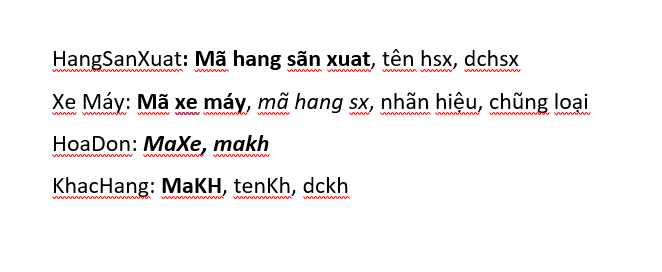 HangSanXuat: Mã hang sãn xuat, tên hsx, dchsx
Xe Máy: Mã xe máy, mã hang sx, nhãn hiệu, chũng loại
HoaDon: MaXe, makh
KhacHang: MaKH, tenKh, dckh